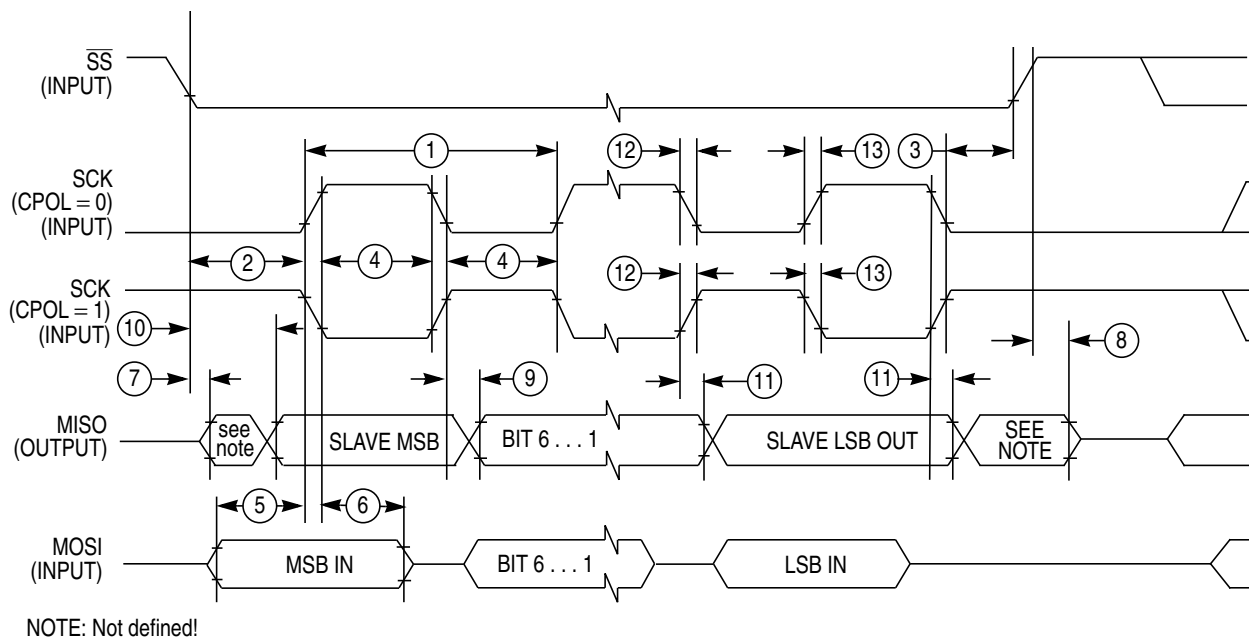 SS
(INPUT)
1
12
13
3
SCK
(CPOL = 0)
(INPUT)
2
4
4
12
13
SCK
(CPOL = 1)
(INPUT)
10
8
7
9
11
11
MISO
(OUTPUT)
see
note
SLAVE MSB
BIT 6 . . . 1
SLAVE LSB OUT
SEE
NOTE
5
6
MOSI
(INPUT)
MSB IN
BIT 6 . . . 1
LSB IN
NOTE: Not defined!